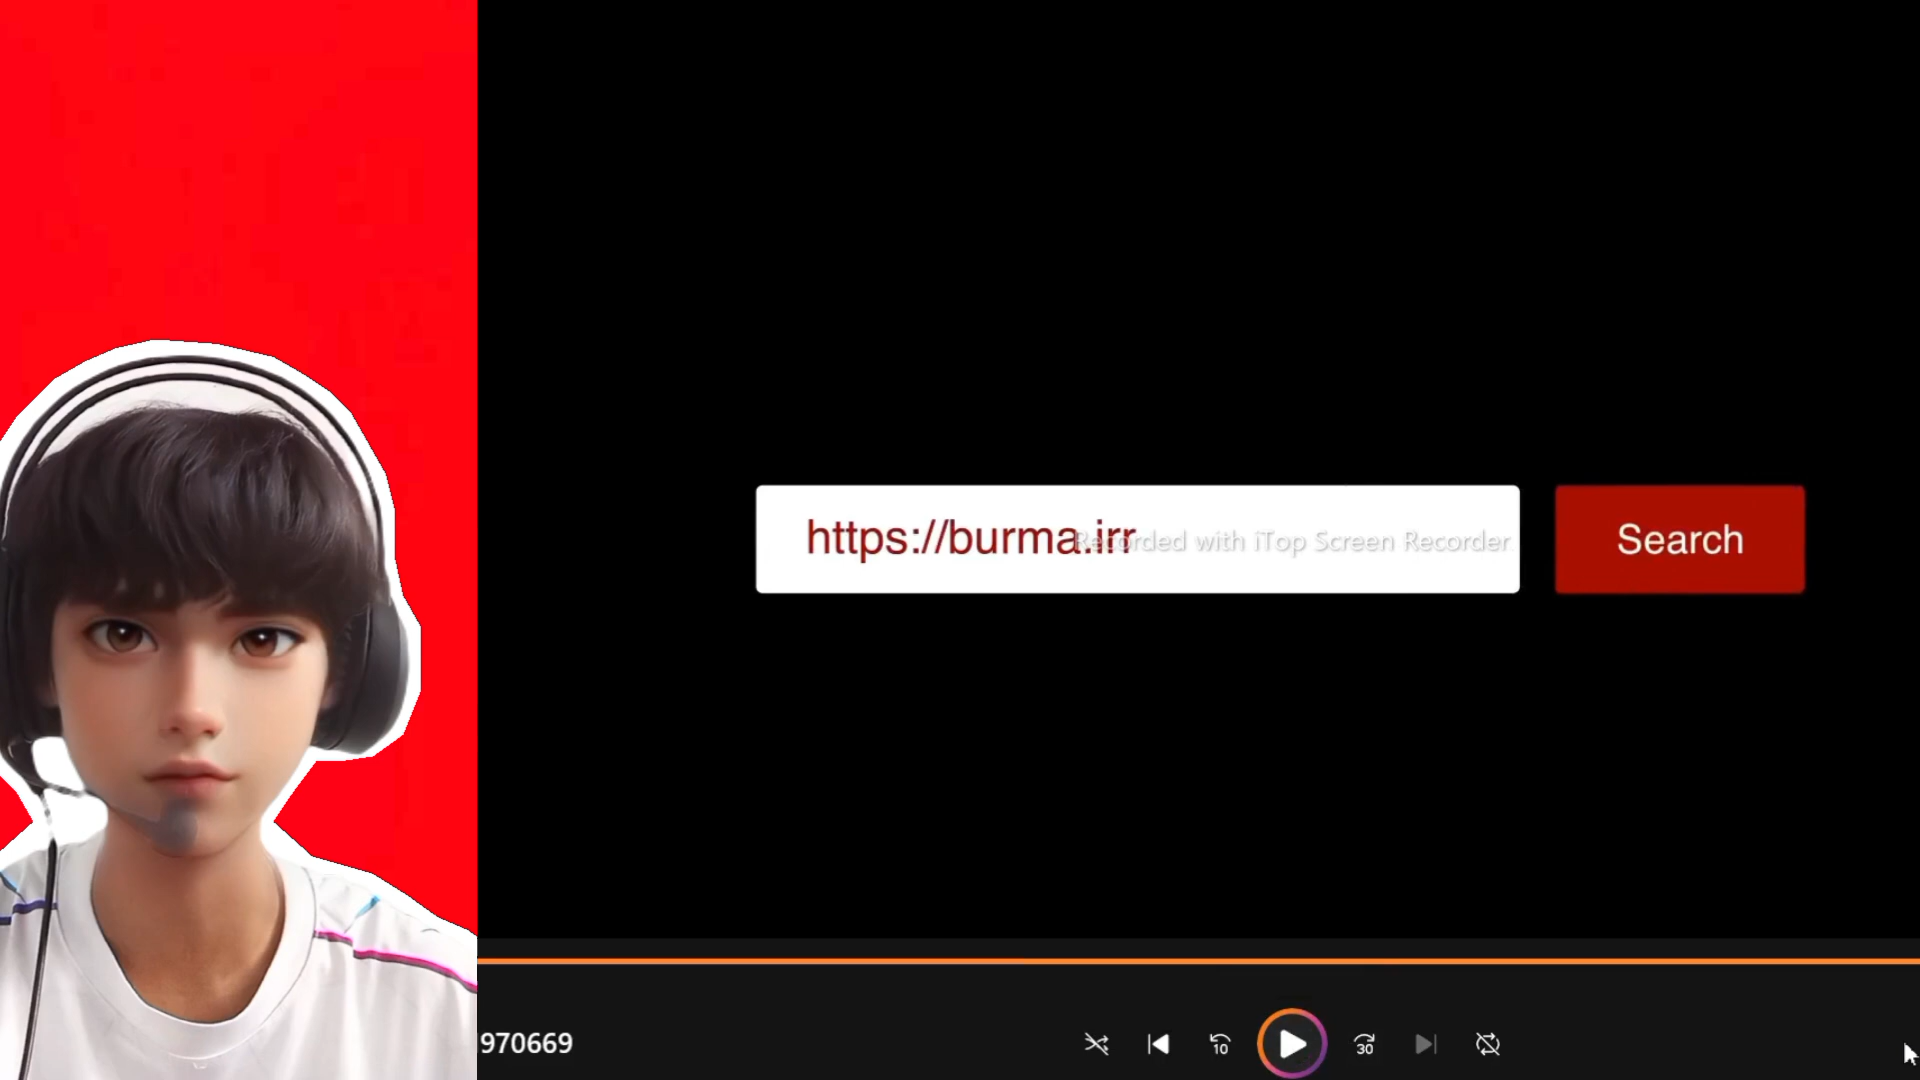 https://burma.irr
Recorded with iTop Screen Recorder
Search
970669
10
30